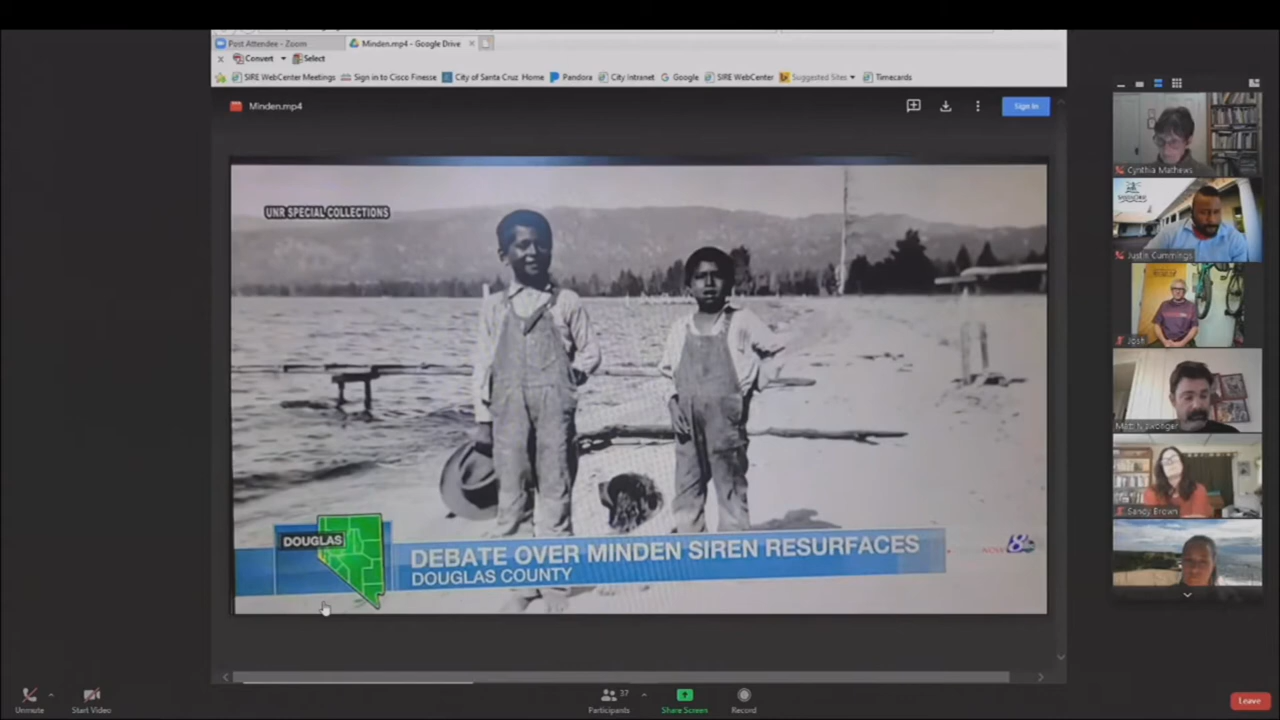 Post Attendee - Zoom
Minden.mp4 - Google Drive
Convert
Select
SIRE WebCenter Meetings
Sign in to Cisco Finesse
City of Santa Cruz Home
Pandora
City Intranet
Google
SIRE WebCenter
Suggested Sites
Timecards
Minden.mp4
Sign in
UNR SPECIAL COLLECTIONS
DOUGLAS
DEBATE OVER MINDEN SIREN RESURFACES
DOUGLAS COUNTY
8
Cynthia Mathews
Justin Cummings
Josh
Sandy Brown
Unmute
Start Video
37
Participants
Share Screen
Record
Leave